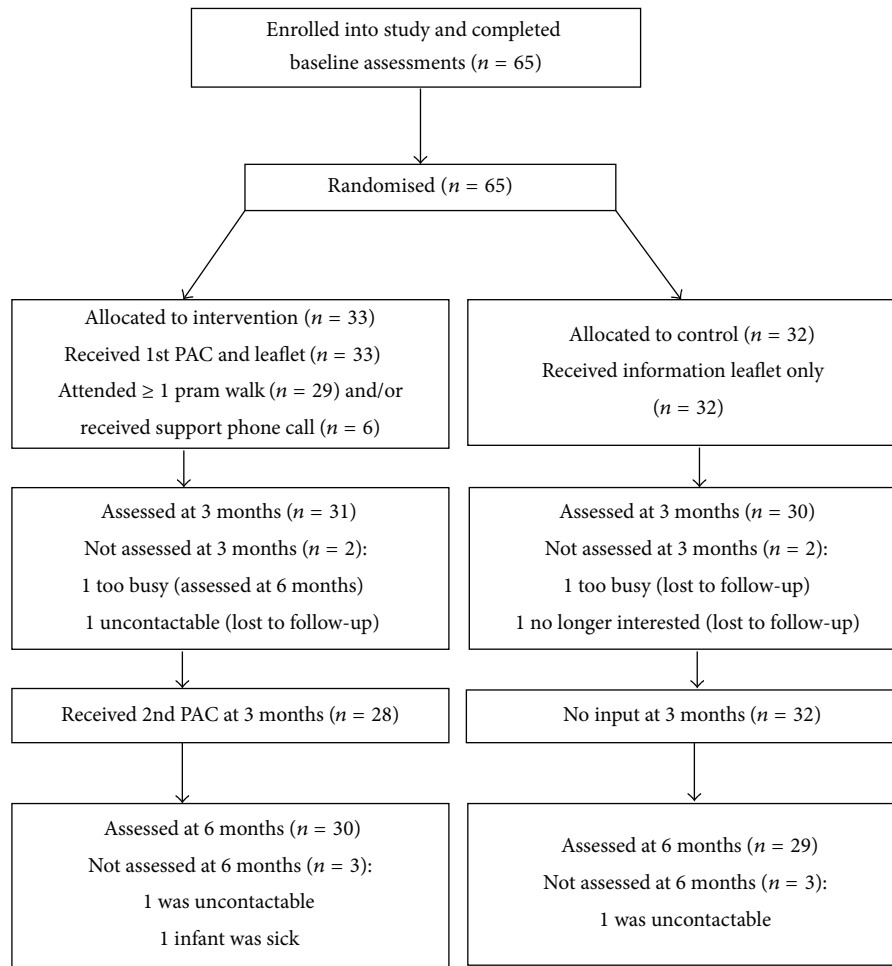 Enrolled into study and completed
baseline assessments (n = 65)
Randomised (n = 65)
Allocated to intervention (n = 33)
Received 1st PAC and leaflet (n = 33)
Attended ≥ 1 pram walk (n = 29) and/or
received support phone call (n = 6)
Allocated to control (n = 32)
Received information leaflet only
(n = 32)
Assessed at 3 months (n = 31)
Not assessed at 3 months (n = 2):
1 too busy (assessed at 6 months)
1 uncontactable (lost to follow-up)
Assessed at 3 months (n = 30)
Not assessed at 3 months (n = 2):
1 too busy (lost to follow-up)
1 no longer interested (lost to follow-up)
Received 2nd PAC at 3 months (n = 28)
No input at 3 months (n = 32)
Assessed at 6 months (n = 30)
Not assessed at 6 months (n = 3):
1 was uncontactable
1 infant was sick
Assessed at 6 months (n = 29)
Not assessed at 6 months (n = 3):
1 was uncontactable